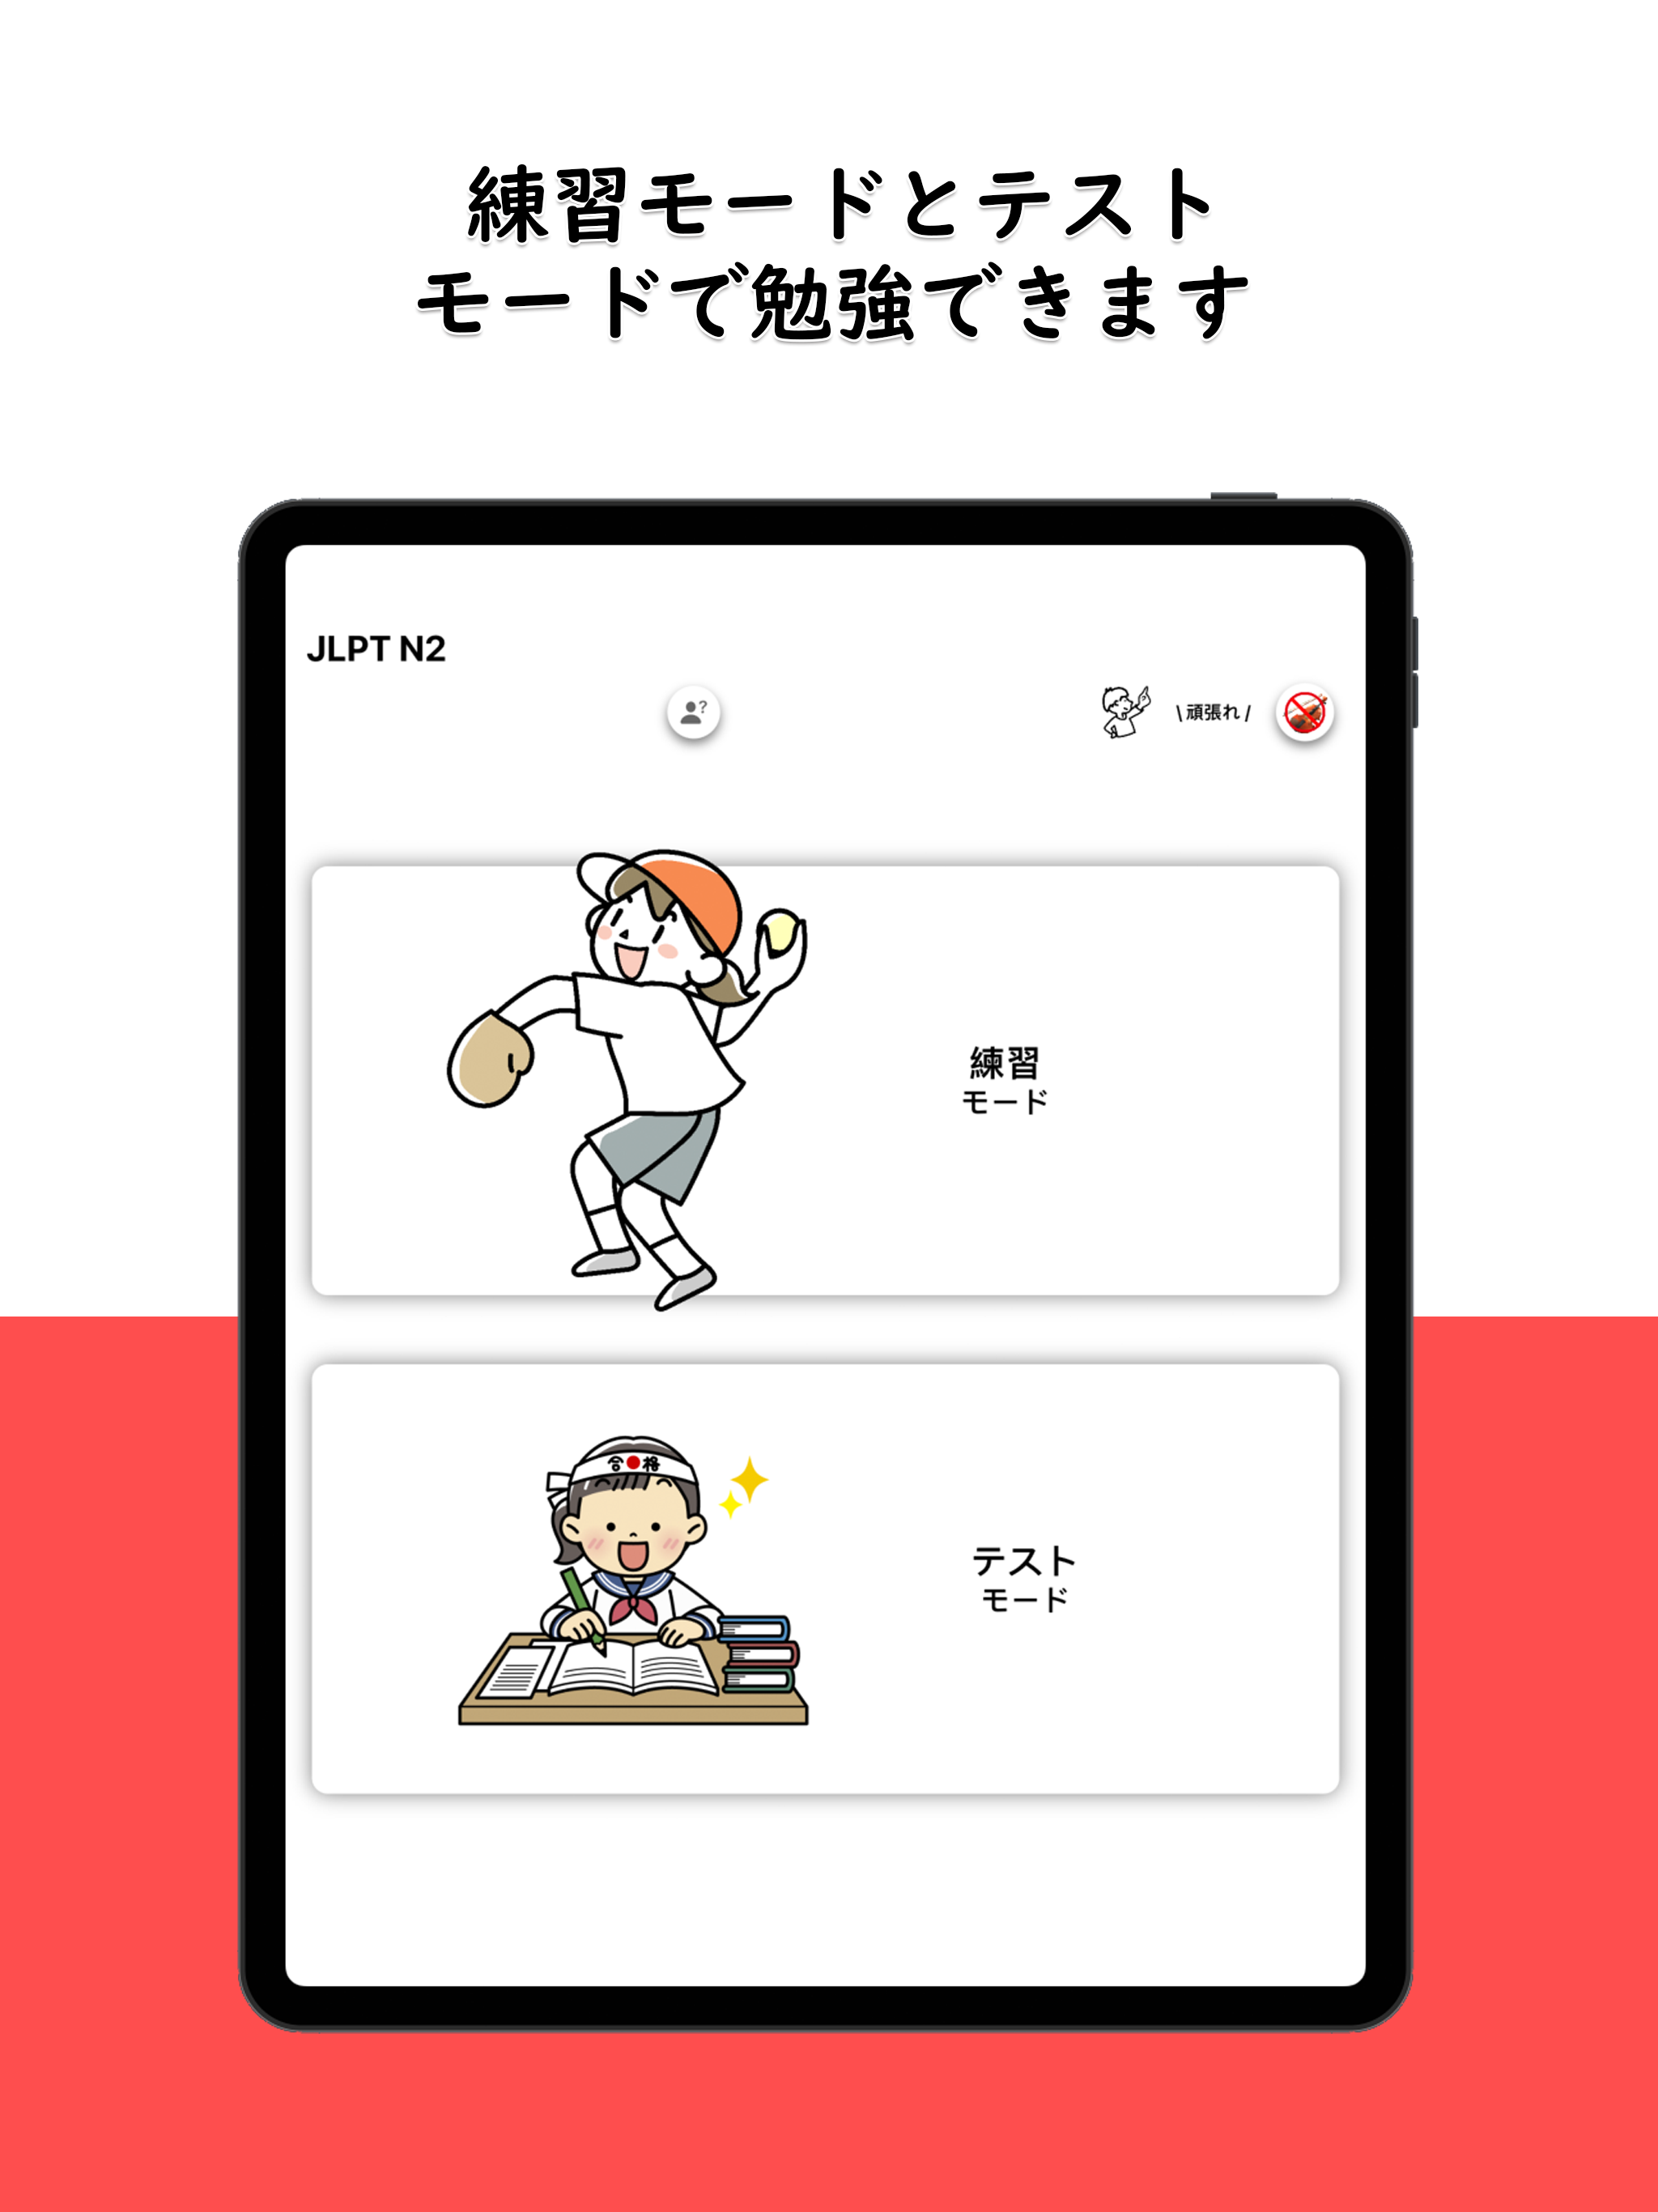 練習モードとテスト
モードで勉強できます
JLPT N2
?
\ 頑張れ /
練習
モード
合格
テスト
モード